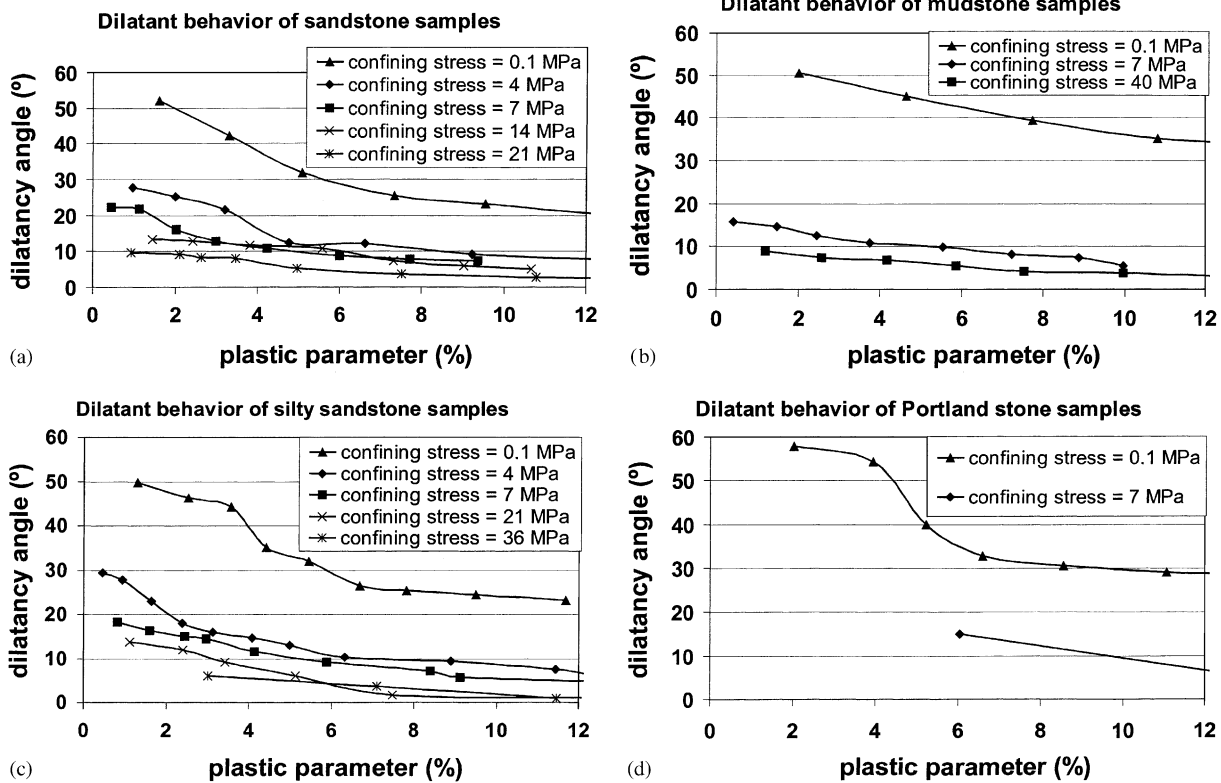 Dilatant behavior of sandstone samples
confining stress = 0.1 MPa
confining stress = 4 MPa
confining stress = 7 MPa
confining stress = 14 MPa
confining stress = 21 MPa
dilatancy angle (º)
60
50
40
30
20
10
0
0 2 4 6 8 10 12
(a) plastic parameter (%)
Dilatant behavior of mudstone samples
confining stress = 0.1 MPa
confining stress = 7 MPa
confining stress = 40 MPa
dilatancy angle (º)
60
50
40
30
20
10
0
0 2 4 6 8 10 12
(b) plastic parameter (%)
Dilatant behavior of silty sandstone samples
confining stress = 0.1 MPa
confining stress = 4 MPa
confining stress = 7 MPa
confining stress = 21 MPa
confining stress = 36 MPa
dilatancy angle (º)
60
50
40
30
20
10
0
0 2 4 6 8 10 12
(c) plastic parameter (%)
Dilatant behavior of Portland stone samples
confining stress = 0.1 MPa
confining stress = 7 MPa
dilatancy angle (º)
60
50
40
30
20
10
0
0 2 4 6 8 10 12
(d) plastic parameter (%)